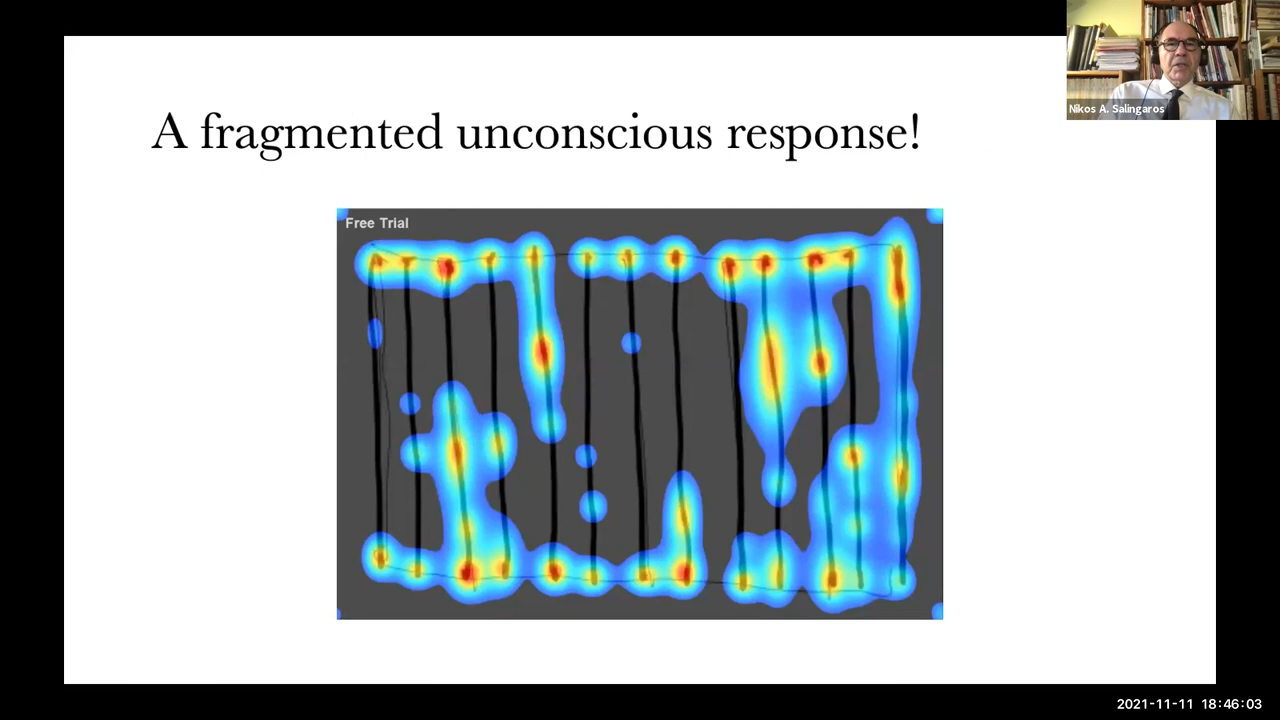 Nikos A. Salingaros
A fragmented unconscious response!
Free Trial
2021-11-11 18:46:03